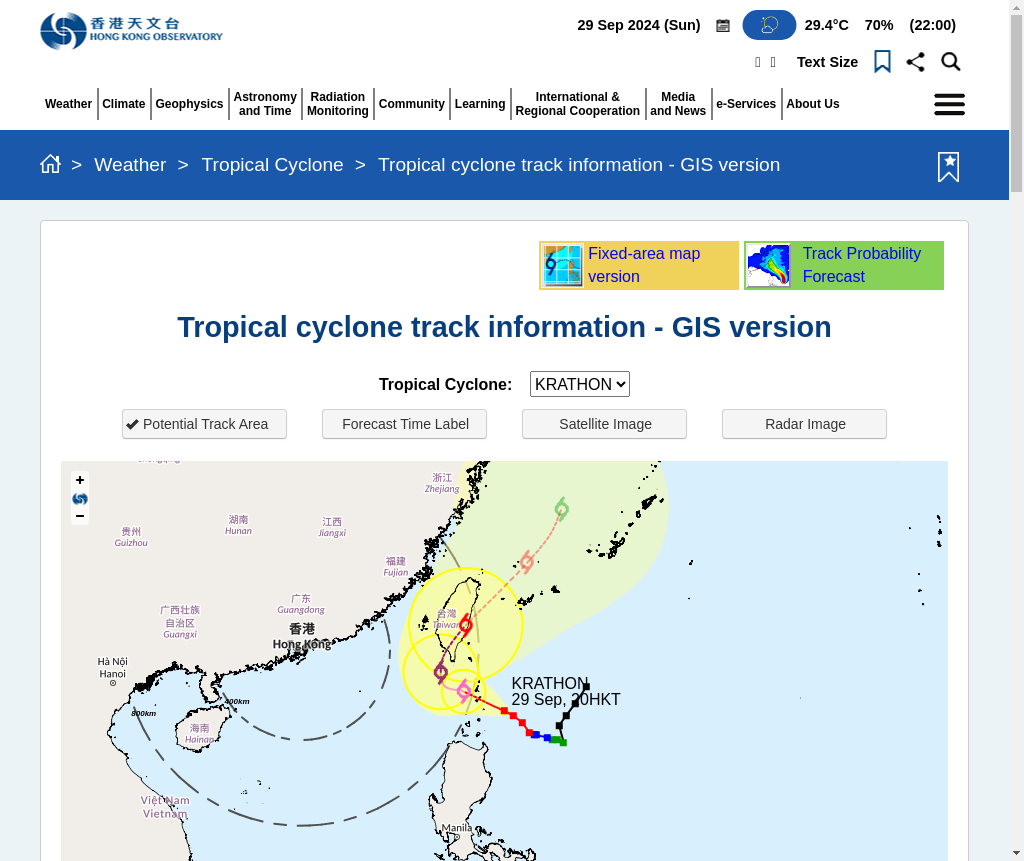 香港天文台
HONG KONG OBSERVATORY
29 Sep 2024 (Sun)
29.4°C 70% (22:00)
Text Size
Weather
Climate
Geophysics
Astronomy
and Time
Radiation
Monitoring
Community
Learning
International &
Regional Cooperation
Media
and News
e-Services
About Us
> Weather > Tropical Cyclone > Tropical cyclone track information - GIS version
Fixed-area map
version
Track Probability
Forecast
Tropical cyclone track information - GIS version
Tropical Cyclone: KRATHON
Potential Track Area
Forecast Time Label
Satellite Image
Radar Image
+
−
浙江
Zhejiang
贵州
Guizhou
湖南
Hunan
江西
Jiangxi
福建
Fujian
广东
Guangdong
广西壮族
自治区
Guangxi
香港
Hong Kong
台灣
Taiwan
Hà Nội
Hanoi
400km
800km
海南
Hainan
KRATHON
29 Sep, 20HKT
Việt Nam
Vietnam
Manila